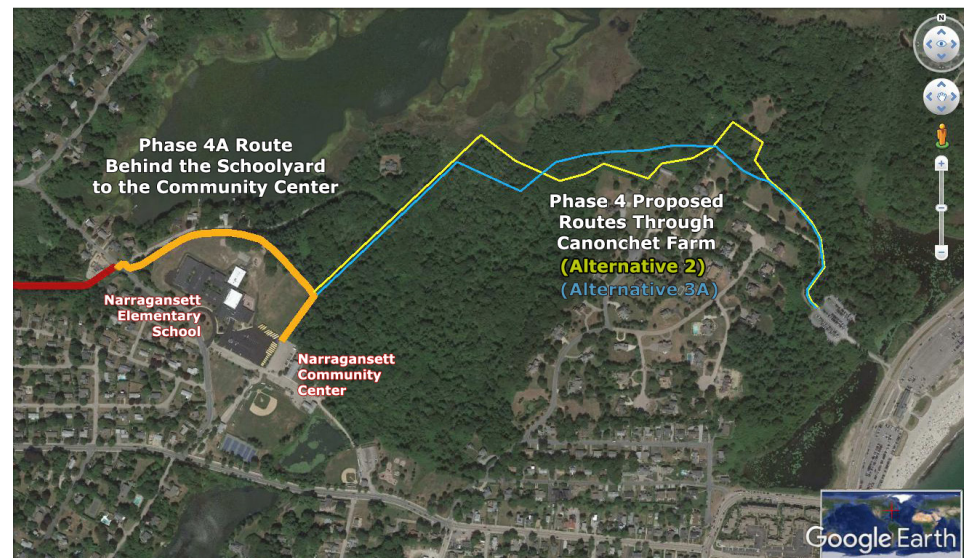 N
Phase 4A Route
Behind the Schoolyard
to the Community Center
Phase 4 Proposed
Routes Through
Canonchet Farm
(Alternative 2)
(Alternative 3A)
Narragansett
Elementary
School
Narragansett
Community
Center
Google Earth